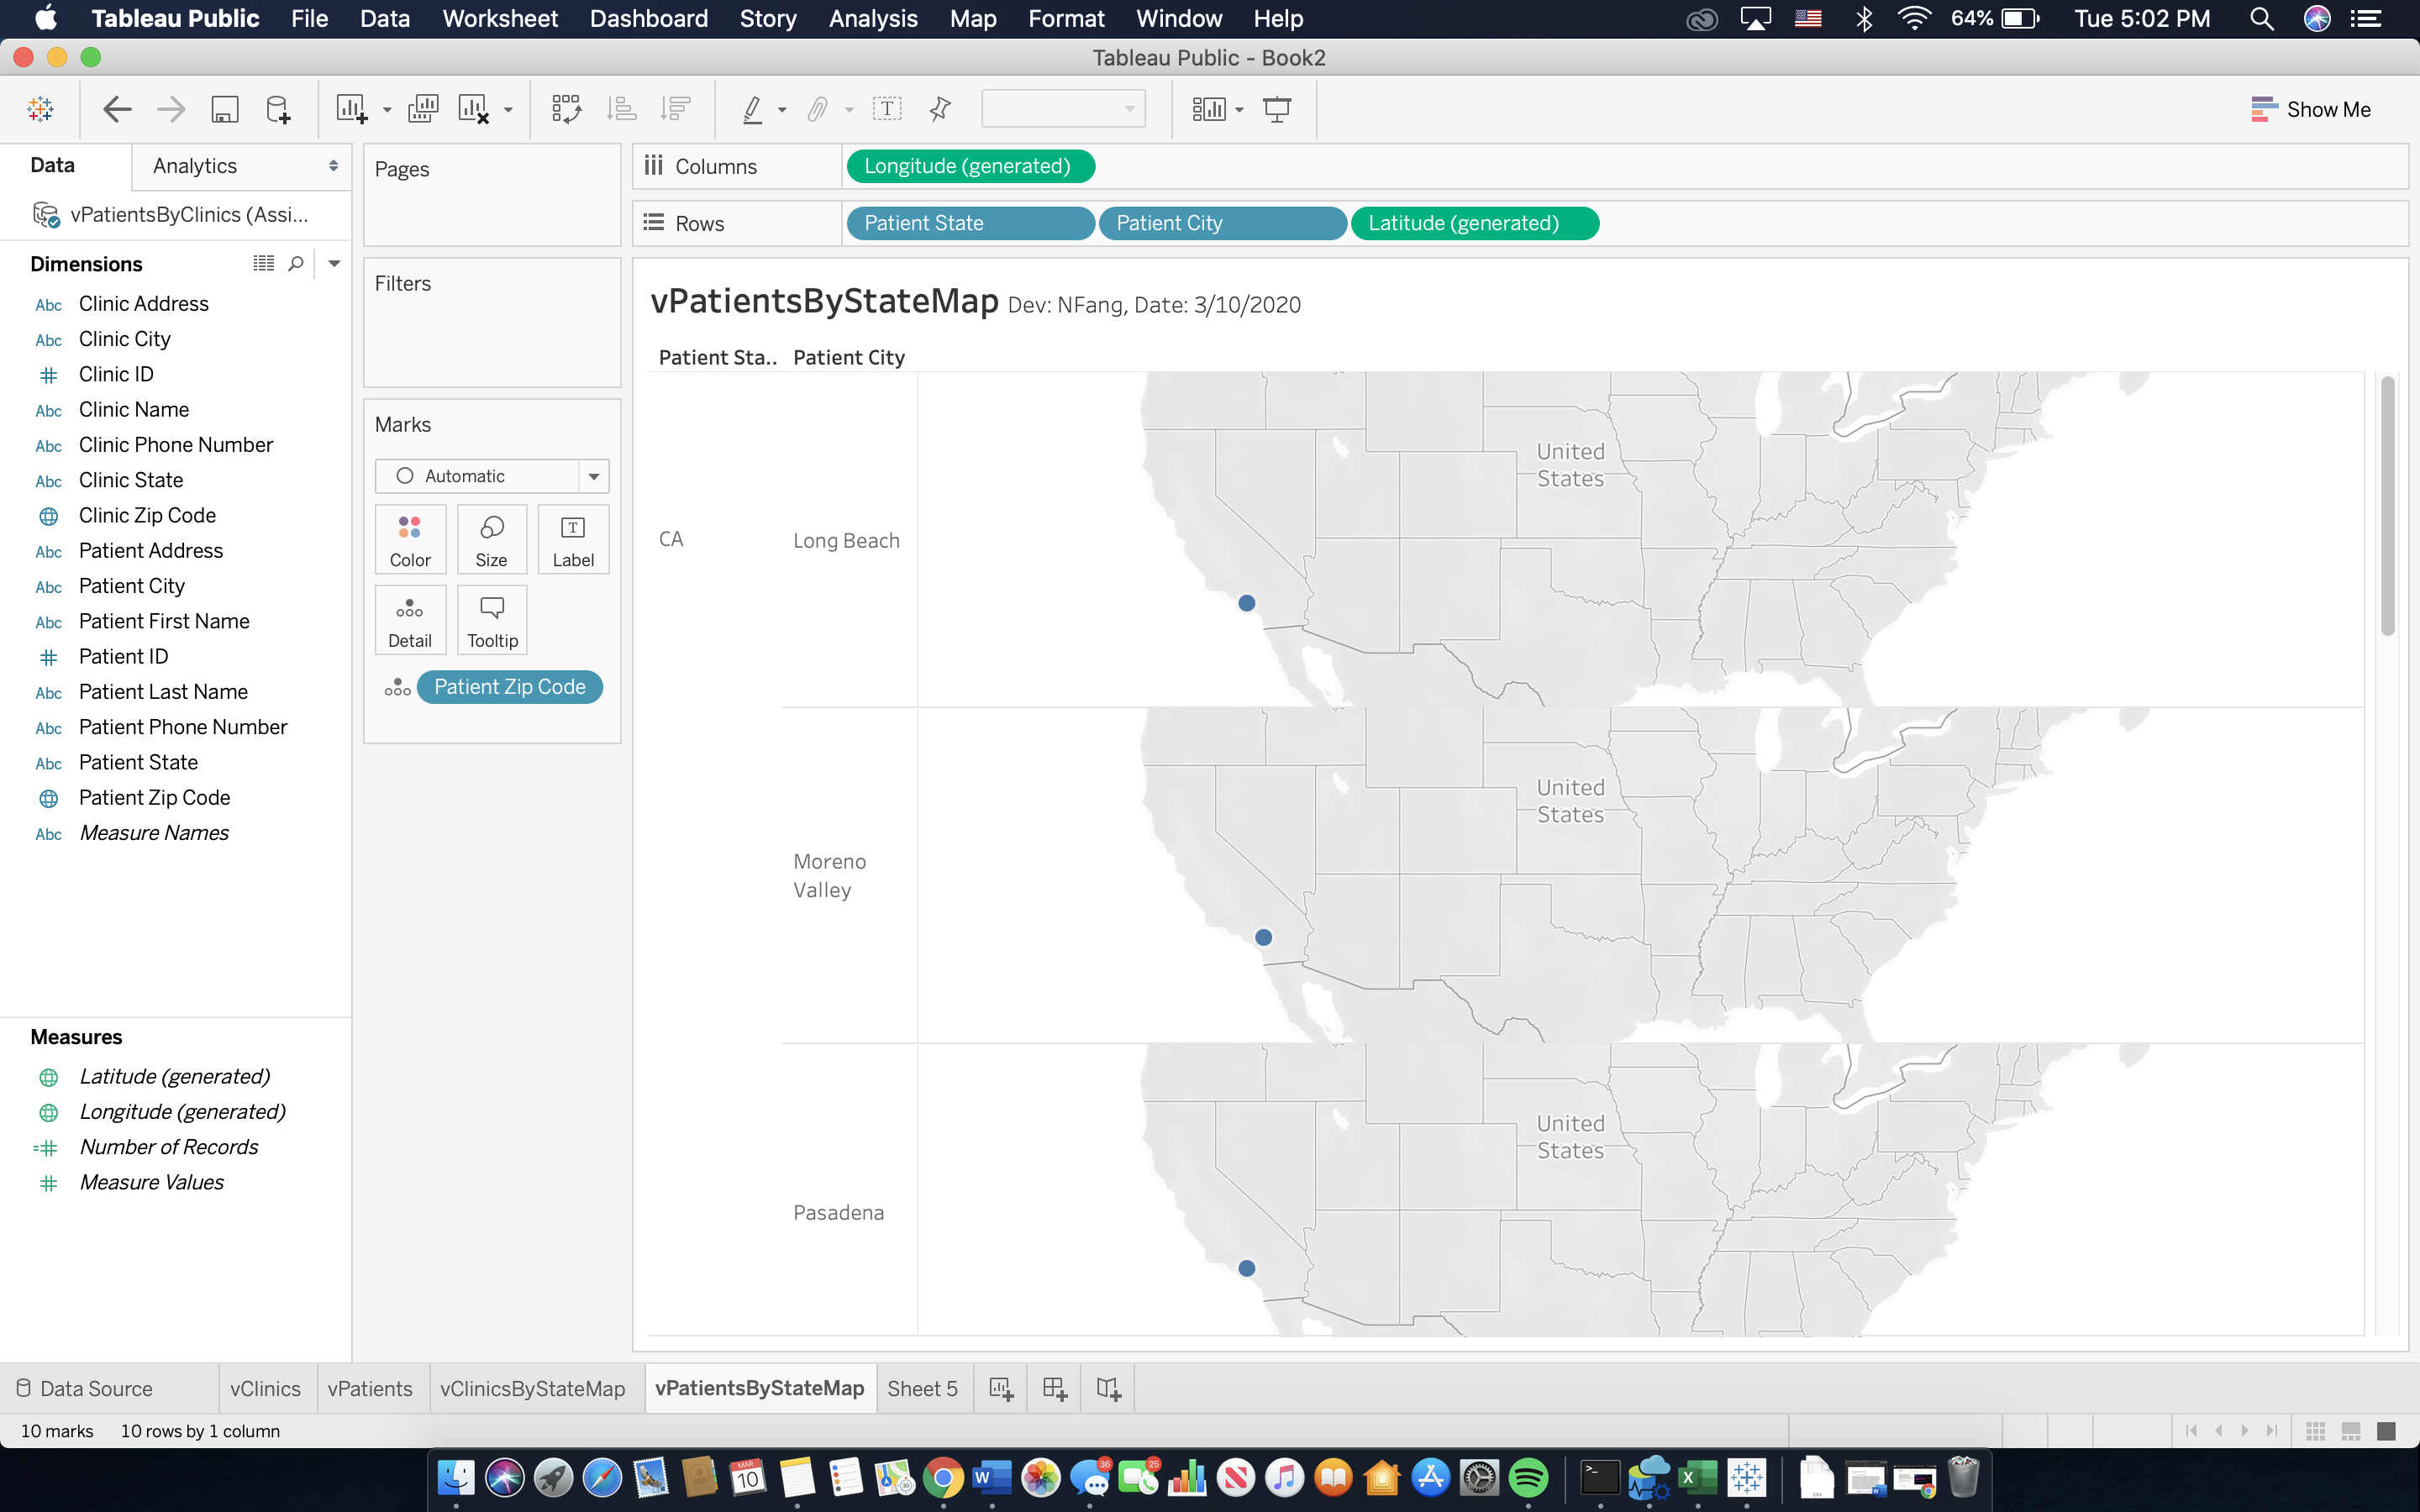 Tableau Public File Data Worksheet Dashboard Story Analysis Map Format Window Help 64% Tue 5:02 PM
Tableau Public - Book2
Show Me
Data Analytics
vPatientsByClinics (Assi...
Dimensions
Abc Clinic Address
Abc Clinic City
# Clinic ID
Abc Clinic Name
Abc Clinic Phone Number
Abc Clinic State
Clinic Zip Code
Abc Patient Address
Abc Patient City
Abc Patient First Name
# Patient ID
Abc Patient Last Name
Abc Patient Phone Number
Abc Patient State
Patient Zip Code
Abc Measure Names
Measures
Latitude (generated)
Longitude (generated)
=# Number of Records
# Measure Values
Pages
Filters
Marks
Automatic
Color Size T Label
Detail Tooltip
Patient Zip Code
Columns Longitude (generated)
Rows Patient State Patient City Latitude (generated)
vPatientsByStateMap Dev: NFang, Date: 3/10/2020
Patient Sta.. Patient City
CA Long Beach
United
States
Moreno
Valley
United
States
Pasadena
United
States
Data Source vClinics vPatients vClinicsByStateMap vPatientsByStateMap Sheet 5
10 marks 10 rows by 1 column
MAR
10
W
36
25
X